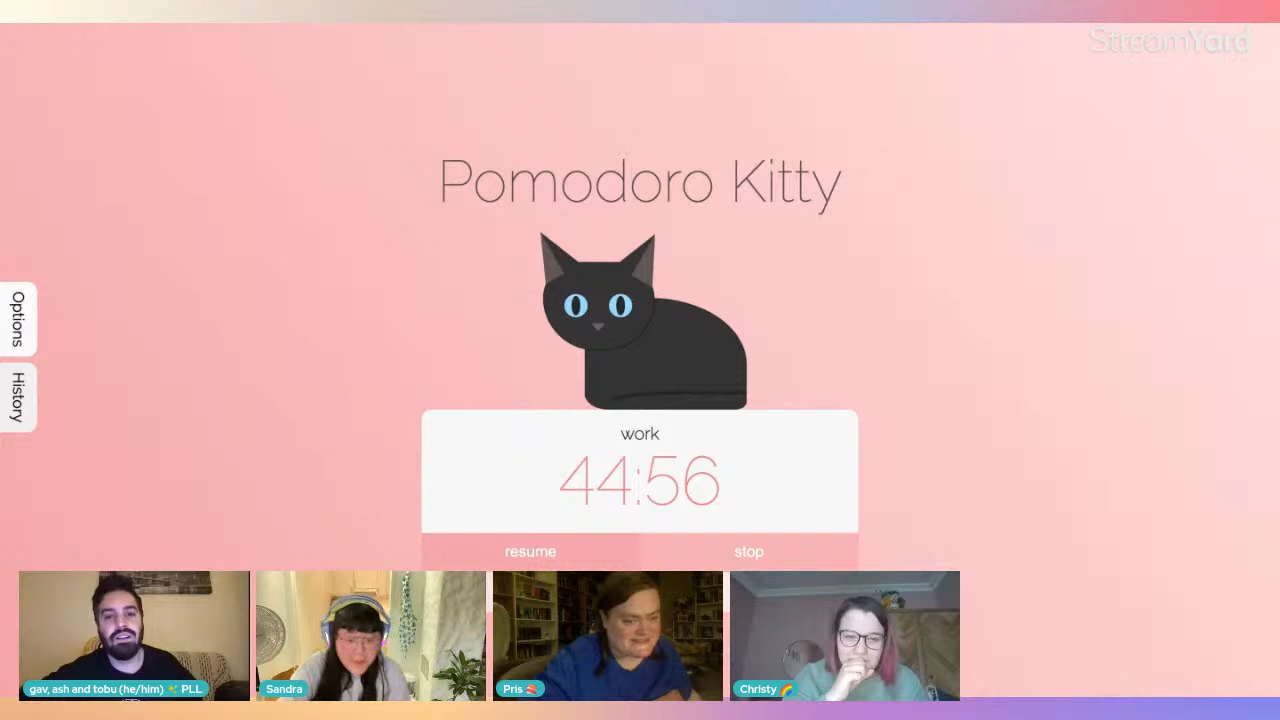 StreamYard
Pomodoro Kitty
Options
History
work
44:56
resume
stop
gav, ash and tobu (he/him) 🌿 PLL
Sandra
Pris 🧶
Christy 🌈